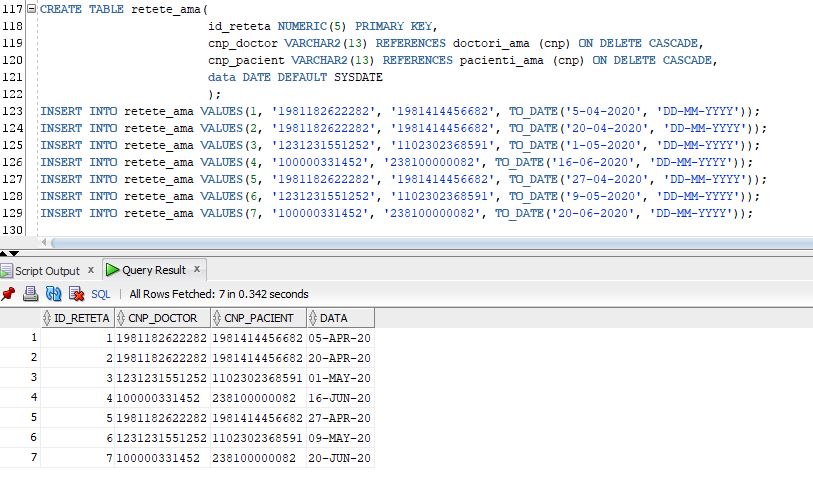 117 CREATE TABLE retete_ama(
118 id_reteta NUMERIC(5) PRIMARY KEY,
119 cnp_doctor VARCHAR2(13) REFERENCES doctori_ama (cnp) ON DELETE CASCADE,
120 cnp_pacient VARCHAR2(13) REFERENCES pacienti_ama (cnp) ON DELETE CASCADE,
121 data DATE DEFAULT SYSDATE
122 );
123 INSERT INTO retete_ama VALUES(1, '1981182622282', '1981414456682', TO_DATE('5-04-2020', 'DD-MM-YYYY'));
124 INSERT INTO retete_ama VALUES(2, '1981182622282', '1981414456682', TO_DATE('20-04-2020', 'DD-MM-YYYY'));
125 INSERT INTO retete_ama VALUES(3, '1231231551252', '1102302368591', TO_DATE('1-05-2020', 'DD-MM-YYYY'));
126 INSERT INTO retete_ama VALUES(4, '100000331452', '238100000082', TO_DATE('16-06-2020', 'DD-MM-YYYY'));
127 INSERT INTO retete_ama VALUES(5, '1981182622282', '1981414456682', TO_DATE('27-04-2020', 'DD-MM-YYYY'));
128 INSERT INTO retete_ama VALUES(6, '1231231551252', '1102302368591', TO_DATE('9-05-2020', 'DD-MM-YYYY'));
129 INSERT INTO retete_ama VALUES(7, '100000331452', '238100000082', TO_DATE('20-06-2020', 'DD-MM-YYYY'));
130
Script Output x Query Result x
SQL | All Rows Fetched: 7 in 0.342 seconds
ID_RETETA CNP_DOCTOR CNP_PACIENT DATA
1 1 1981182622282 1981414456682 05-APR-20
2 2 1981182622282 1981414456682 20-APR-20
3 3 1231231551252 1102302368591 01-MAY-20
4 4 100000331452 238100000082 16-JUN-20
5 5 1981182622282 1981414456682 27-APR-20
6 6 1231231551252 1102302368591 09-MAY-20
7 7 100000331452 238100000082 20-JUN-20